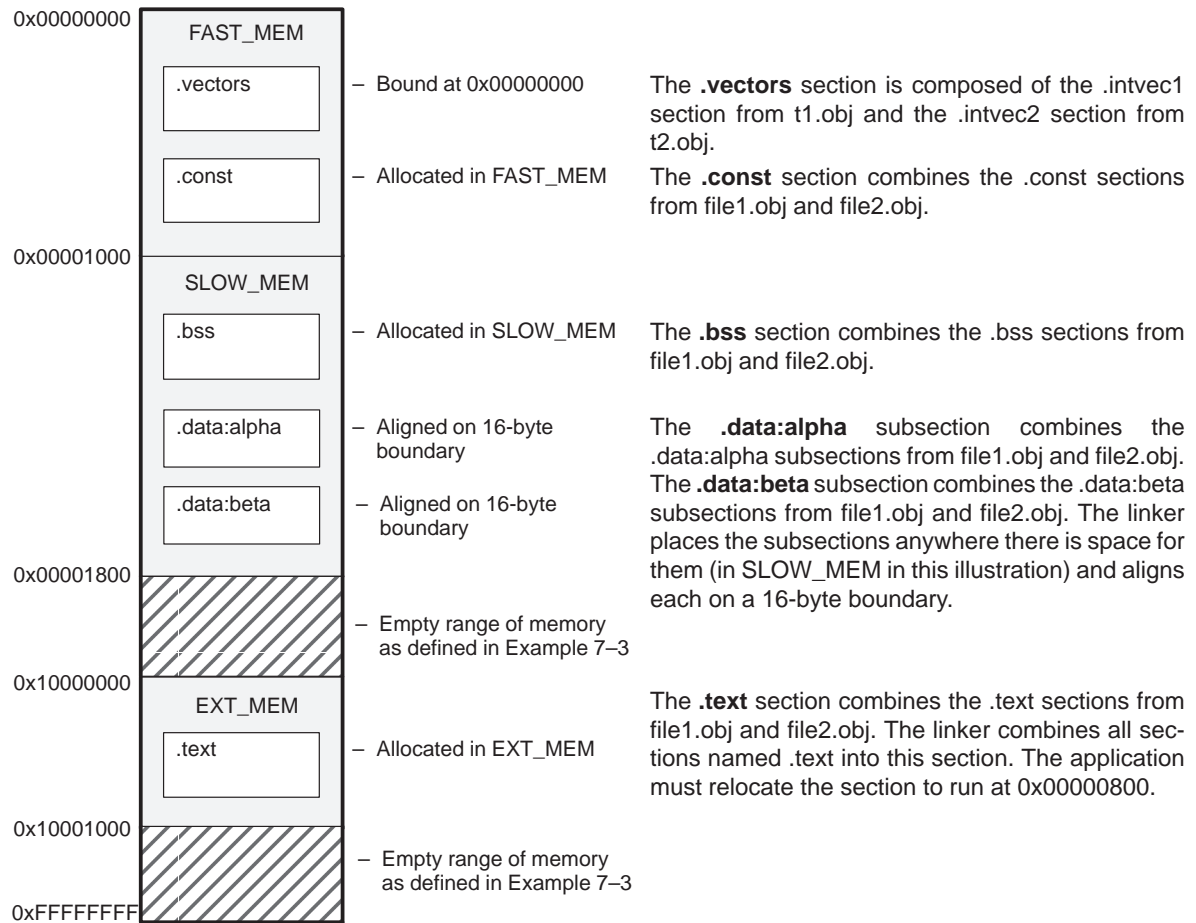 0x00000000
FAST_MEM
.vectors
– Bound at 0x00000000
The .vectors section is composed of the .intvec1
section from t1.obj and the .intvec2 section from
t2.obj.
.const
– Allocated in FAST_MEM
The .const section combines the .const sections
from file1.obj and file2.obj.
0x00001000
SLOW_MEM
.bss
– Allocated in SLOW_MEM
The .bss section combines the .bss sections from
file1.obj and file2.obj.
.data:alpha
– Aligned on 16-byte
boundary
The .data:alpha subsection combines the
.data:alpha subsections from file1.obj and file2.obj.
The .data:beta subsection combines the .data:beta
subsections from file1.obj and file2.obj. The linker
places the subsections anywhere there is space for
them (in SLOW_MEM in this illustration) and aligns
each on a 16-byte boundary.
.data:beta
– Aligned on 16-byte
boundary
0x00001800
– Empty range of memory
as defined in Example 7–3
0x10000000
EXT_MEM
.text
– Allocated in EXT_MEM
The .text section combines the .text sections from
file1.obj and file2.obj. The linker combines all sec-
tions named .text into this section. The application
must relocate the section to run at 0x00000800.
0x10001000
– Empty range of memory
as defined in Example 7–3
0xFFFFFFFF